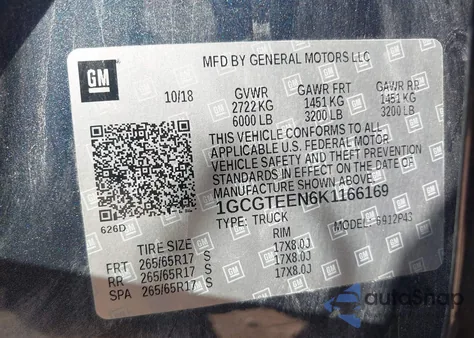 MFD BY GENERAL MOTORS LLC
GM
10/18
GVWR GAWR FRT GAWR RR
2722 KG 1451 KG 1451 KG
6000 LB 3200 LB 3200 LB
THIS VEHICLE CONFORMS TO ALL
APPLICABLE U.S. FEDERAL MOTOR
VEHICLE SAFETY AND THEFT PREVENTION
STANDARDS IN EFFECT ON THE DATE OF
MANUFACTURE SHOWN ABOVE.
1GCGTEEN6K1166169
626D
TYPE: TRUCK MODEL: 6912P43
TIRE SIZE RIM
FRT 265/65R17 S 17X8.0J
RR 265/65R17 S 17X8.0J
SPA 265/65R17 S 17X8.0J
autoSnap